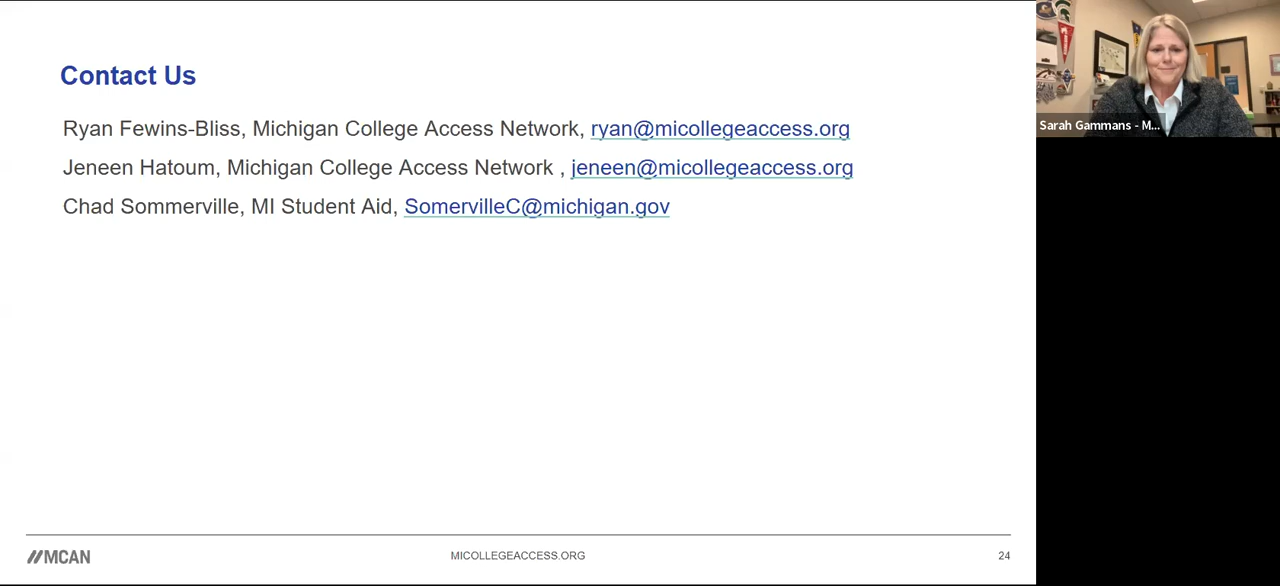 Contact Us
Ryan Fewins-Bliss, Michigan College Access Network, ryan@micollegeaccess.org
Jeneen Hatoum, Michigan College Access Network , jeneen@micollegeaccess.org
Chad Sommerville, MI Student Aid, SomervilleC@michigan.gov
MCAN
MICOLLEGEACCESS.ORG
24
Sarah Gammans - M...